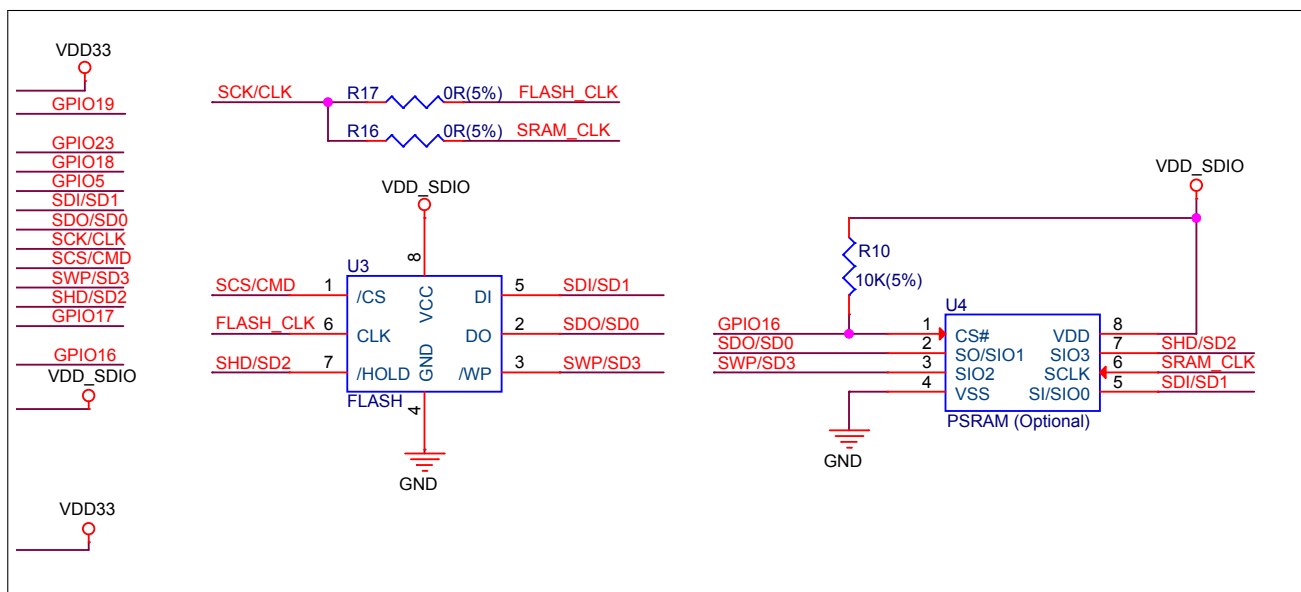 VDD33
GPIO19
GPIO23
GPIO18
GPIO5
SDI/SD1
SDO/SD0
SCK/CLK
SCS/CMD
SWP/SD3
SHD/SD2
GPIO17
GPIO16
VDD_SDIO
VDD33
SCK/CLK R17 0R(5%) FLASH_CLK
R16 0R(5%) SRAM_CLK
VDD_SDIO
U3 8
SCS/CMD 1 /CS VCC DI 5 SDI/SD1
FLASH_CLK 6 CLK DO 2 SDO/SD0
SHD/SD2 7 /HOLD GND /WP 3 SWP/SD3
FLASH 4
GND
VDD_SDIO
R10
10K(5%)
U4
GPIO16 1 CS# VDD 8
SDO/SD0 2 SO/SIO1 SIO3 7 SHD/SD2
SWP/SD3 3 SIO2 SCLK 6 SRAM_CLK
4 VSS SI/SIO0 5 SDI/SD1
PSRAM (Optional)
GND